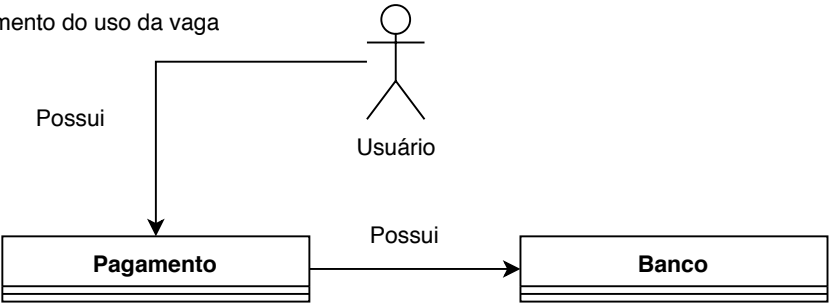 mento do uso da vaga
Possui
Usuário
Possui
Pagamento
Banco